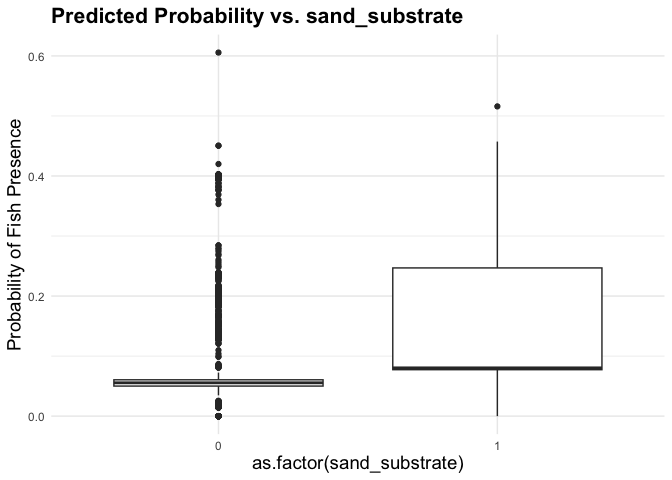 Predicted Probability vs. sand_substrate
Probability of Fish Presence
0.6
0.4
0.2
0.0
0
1
as.factor(sand_substrate)